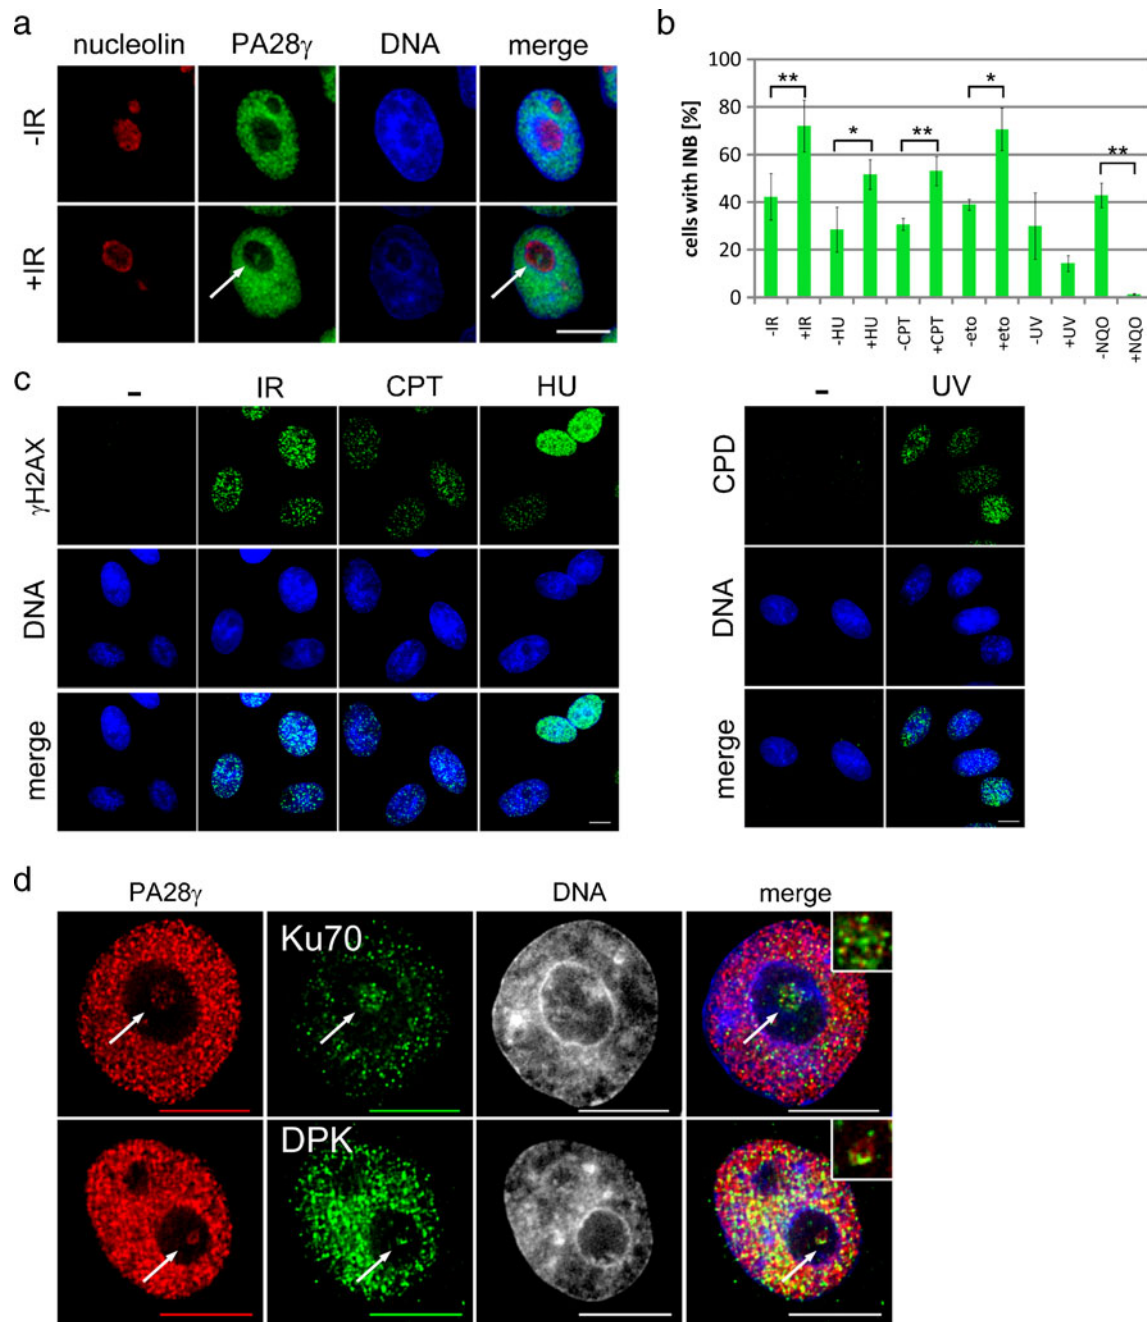 a
nucleolin PA28γ DNA merge
-IR
+IR
b
cells with INB [%]
100
80
60
40
20
0
** * ** * **
-IR +IR -HU +HU -CPT +CPT -eto +eto -UV +UV -NQO +NQO
c
- IR CPT HU
γH2AX
DNA
merge
- UV
CPD
DNA
merge
d
PA28γ DNA merge
Ku70
DPK